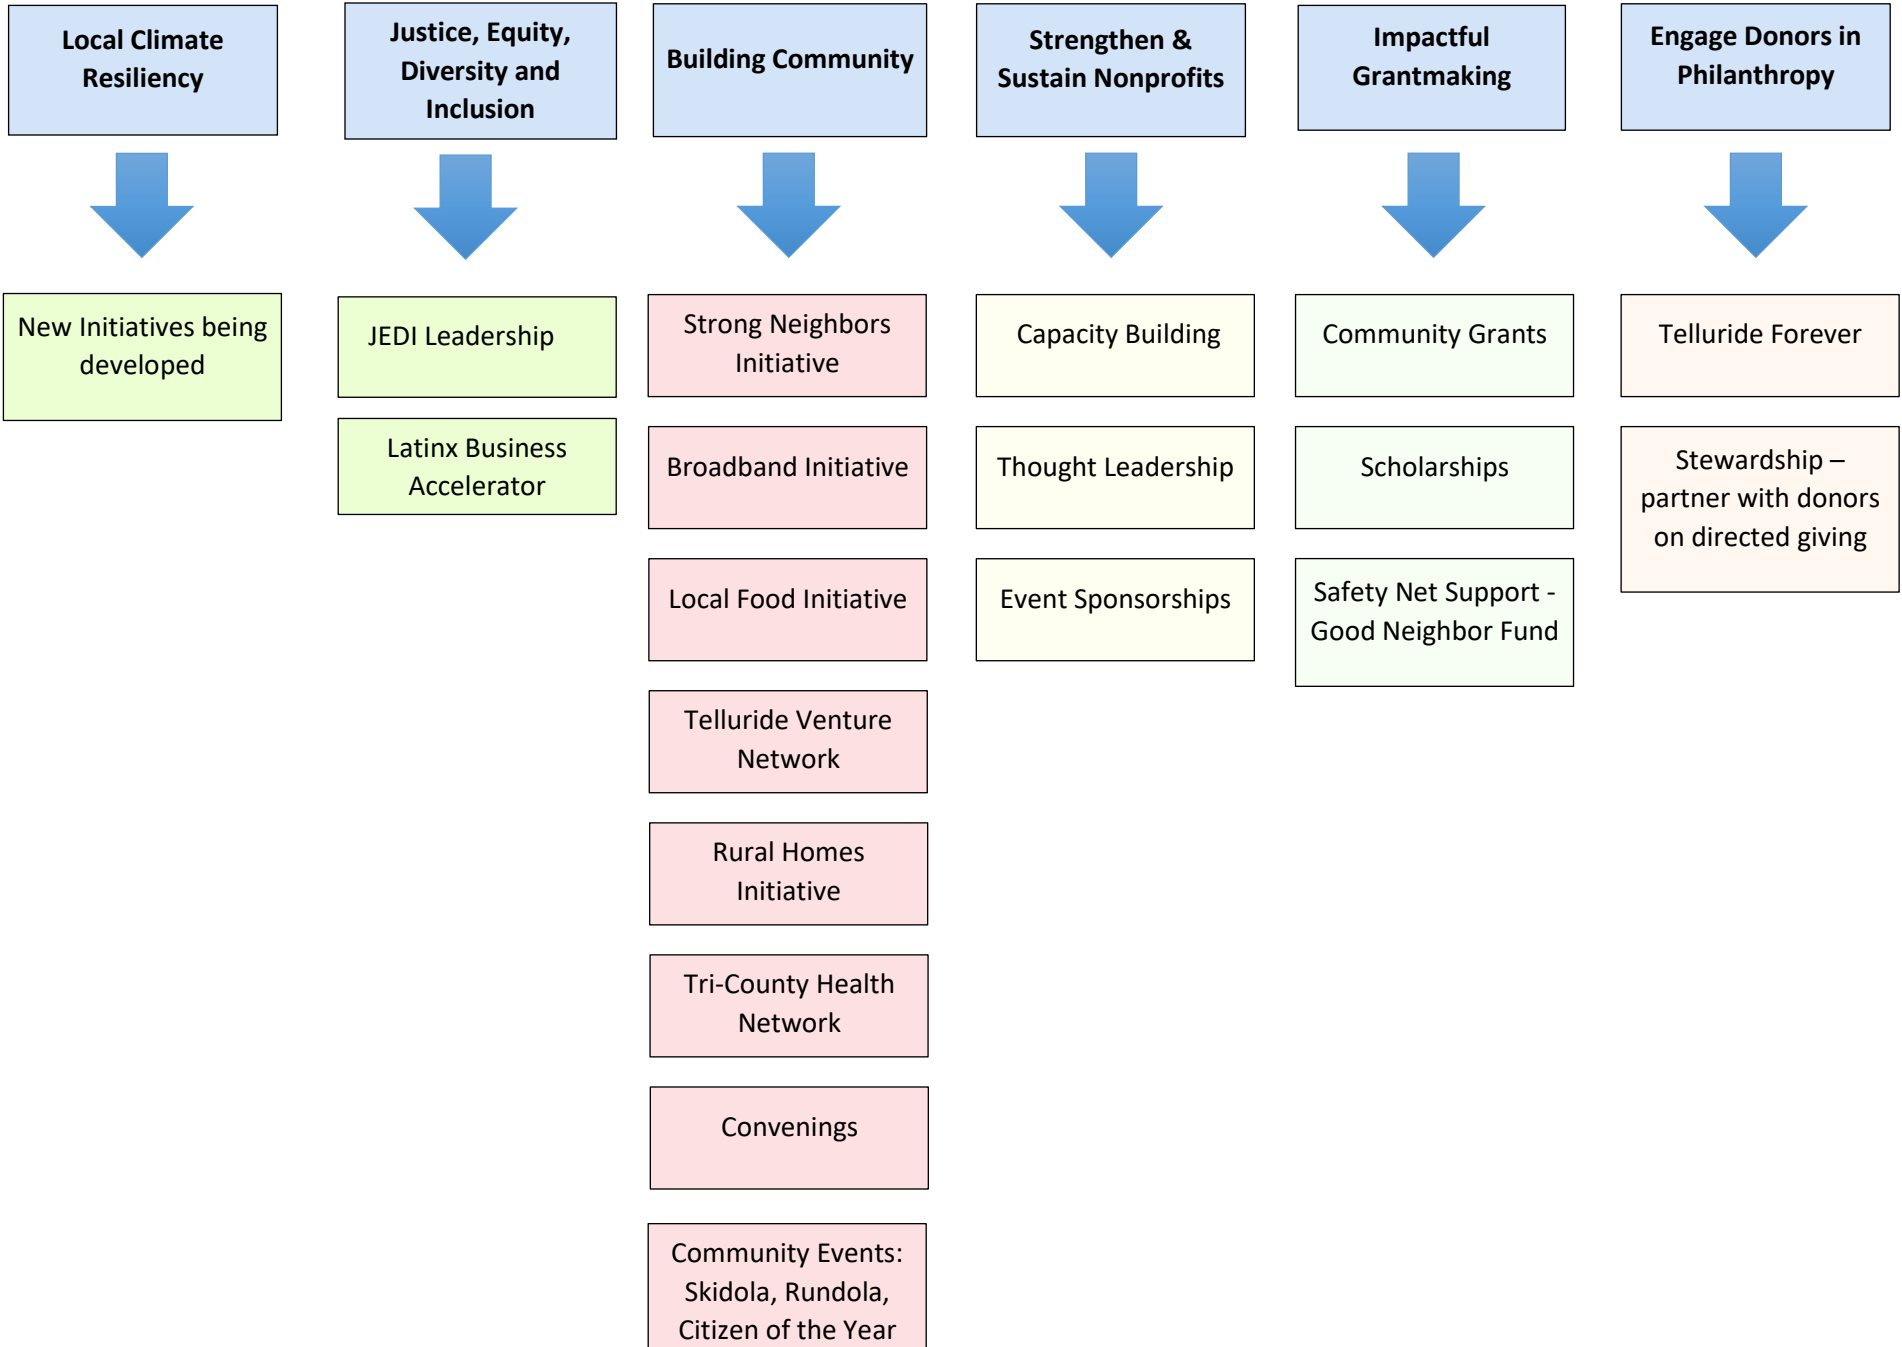 Local Climate
Resiliency
Justice, Equity,
Diversity and
Inclusion
Building Community
Strengthen &
Sustain Nonprofits
Impactful
Grantmaking
Engage Donors in
Philanthropy
New Initiatives being
developed
JEDI Leadership
Latinx Business
Accelerator
Strong Neighbors
Initiative
Broadband Initiative
Local Food Initiative
Telluride Venture
Network
Rural Homes
Initiative
Tri-County Health
Network
Convenings
Community Events:
Skidola, Rundola,
Citizen of the Year
Capacity Building
Thought Leadership
Event Sponsorships
Community Grants
Scholarships
Safety Net Support -
Good Neighbor Fund
Telluride Forever
Stewardship –
partner with donors
on directed giving